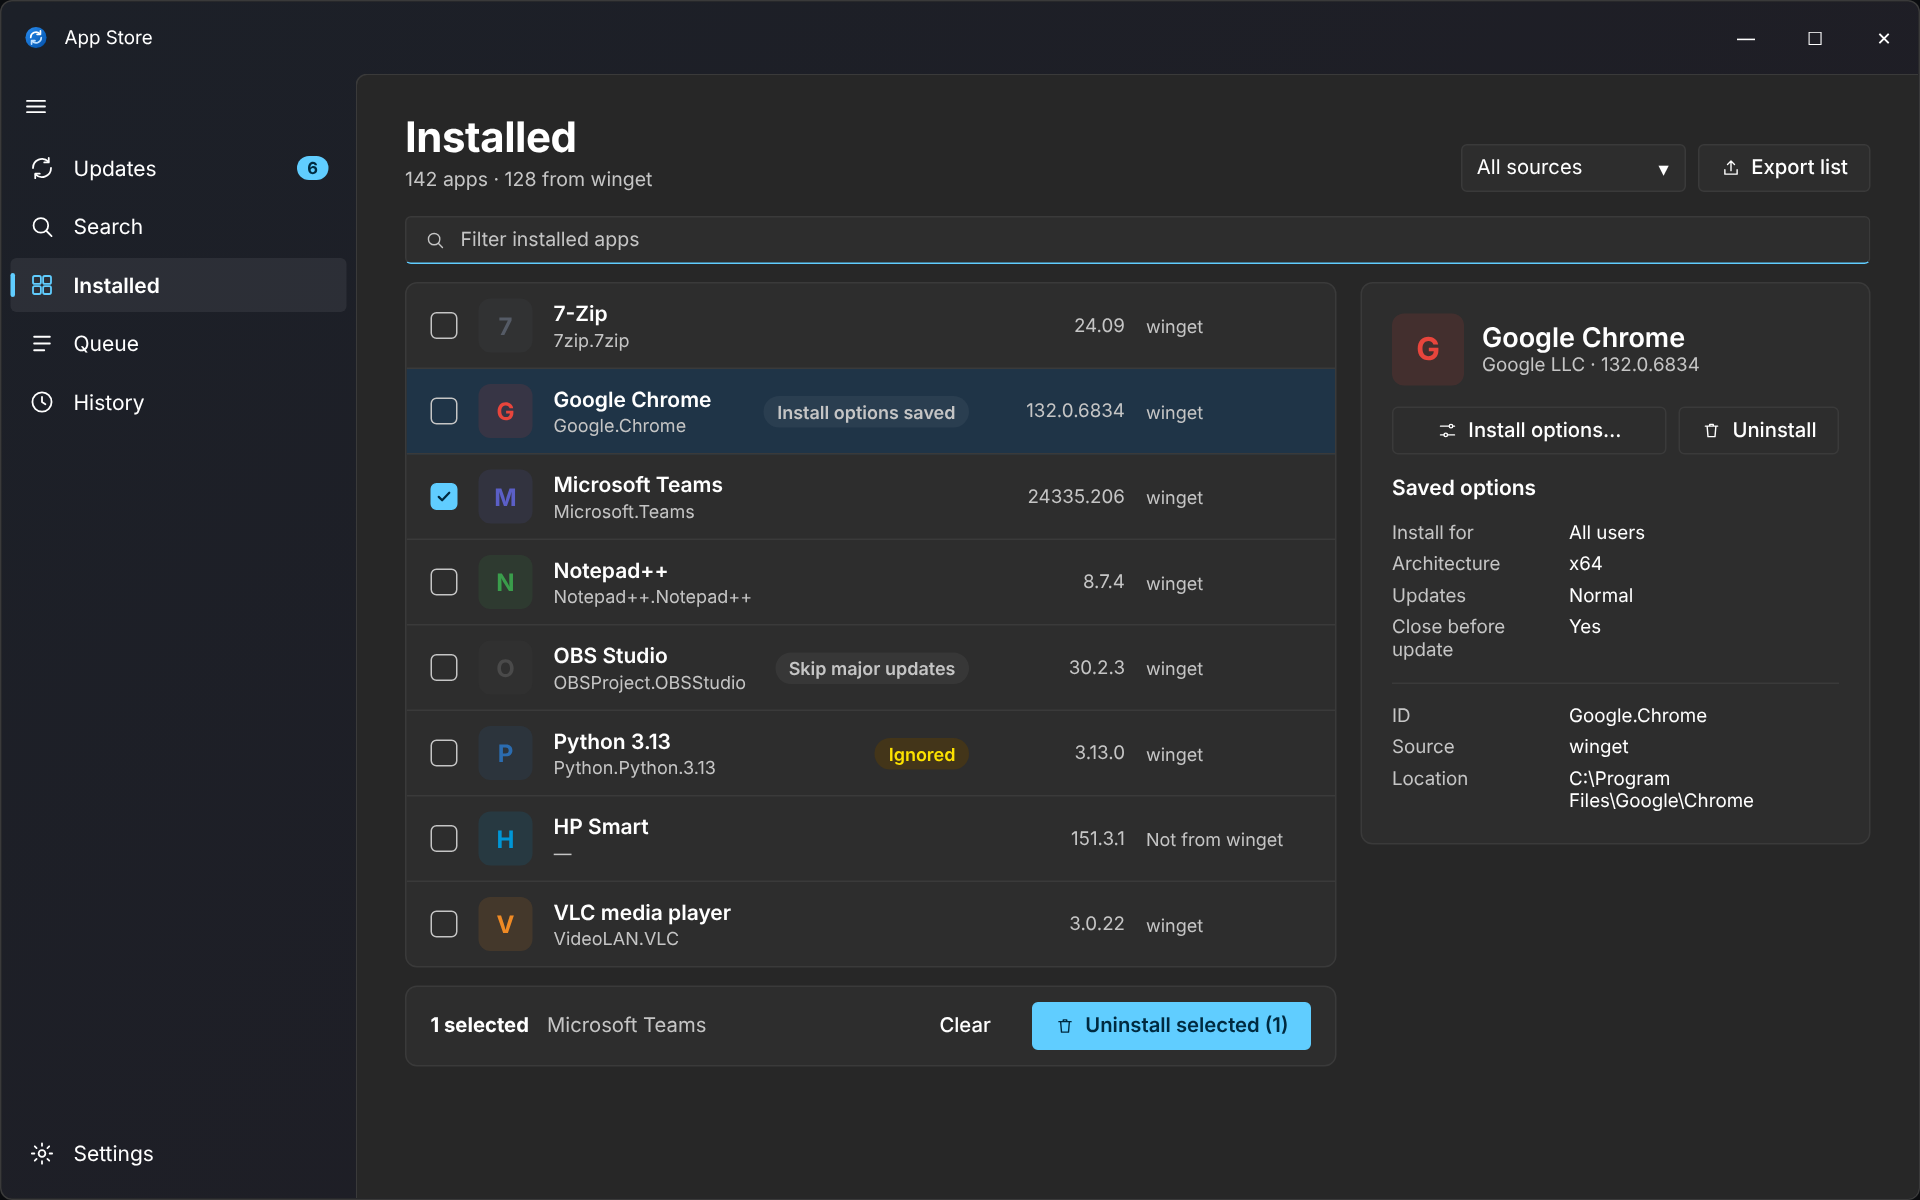 App Store
Updates
6
Search
Installed
Queue
History
Settings
Installed
142 apps · 128 from winget
All sources
Export list
Filter installed apps
7
7-Zip
7zip.7zip
24.09
winget
G
Google Chrome
Google.Chrome
Install options saved
132.0.6834
winget
M
Microsoft Teams
Microsoft.Teams
24335.206
winget
N
Notepad++
Notepad++.Notepad++
8.7.4
winget
O
OBS Studio
OBSProject.OBSStudio
Skip major updates
30.2.3
winget
P
Python 3.13
Python.Python.3.13
Ignored
3.13.0
winget
H
HP Smart
—
151.3.1
Not from winget
V
VLC media player
VideoLAN.VLC
3.0.22
winget
1 selected
Microsoft Teams
Clear
Uninstall selected (1)
G
Google Chrome
Google LLC · 132.0.6834
Install options...
Uninstall
Saved options
Install for
All users
Architecture
x64
Updates
Normal
Close before
update
Yes
ID
Google.Chrome
Source
winget
Location
C:\Program
Files\Google\Chrome